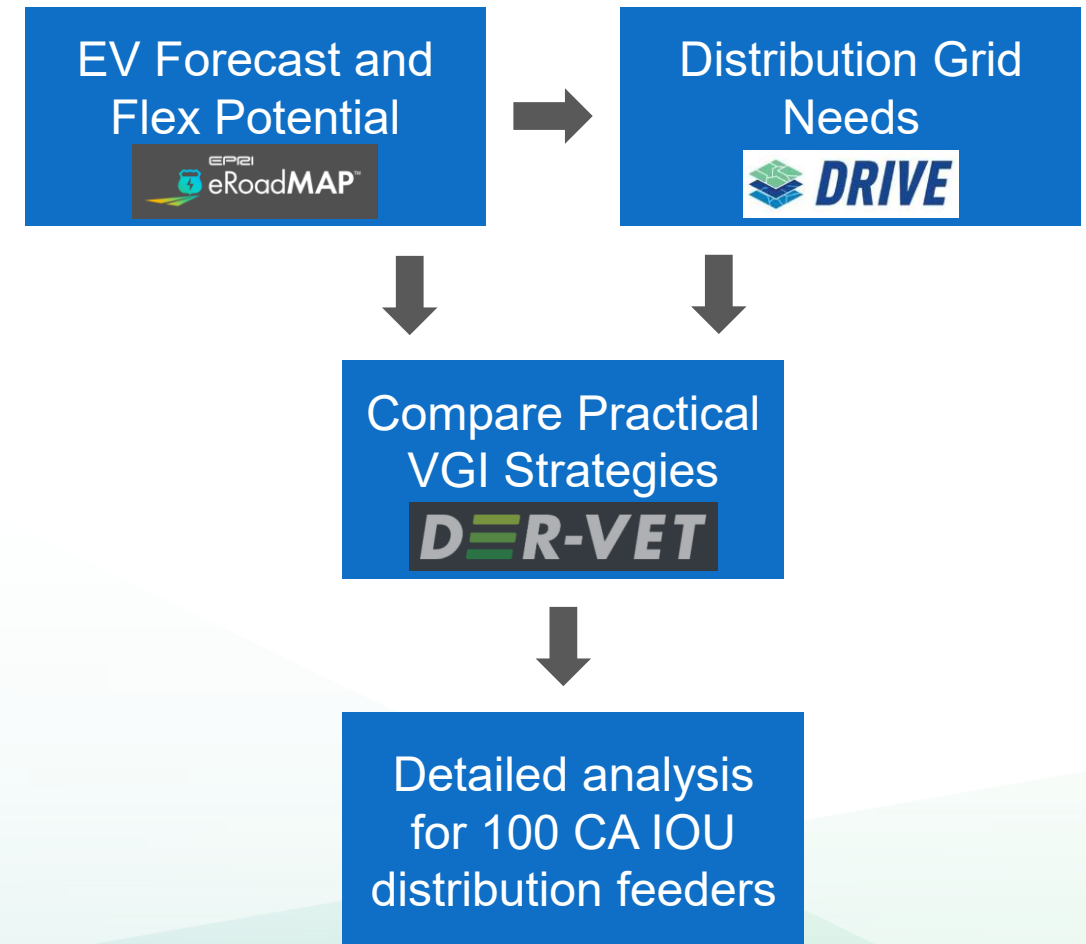 EV Forecast and
Flex Potential
EPRI
eRoadMAP™
Distribution Grid
Needs
DRIVE
Compare Practical
VGI Strategies
DER-VET
Detailed analysis
for 100 CA IOU
distribution feeders